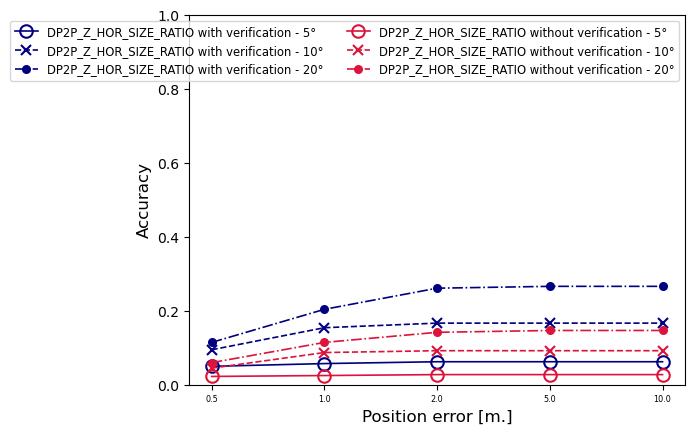 1.0
DP2P_Z_HOR_SIZE_RATIO with verification - 5°
DP2P_Z_HOR_SIZE_RATIO with verification - 10°
DP2P_Z_HOR_SIZE_RATIO with verification - 20°
DP2P_Z_HOR_SIZE_RATIO without verification - 5°
DP2P_Z_HOR_SIZE_RATIO without verification - 10°
DP2P_Z_HOR_SIZE_RATIO without verification - 20°
0.8
0.6
0.4
0.2
0.0
Accuracy
0.5 1.0 2.0 5.0 10.0
Position error [m.]